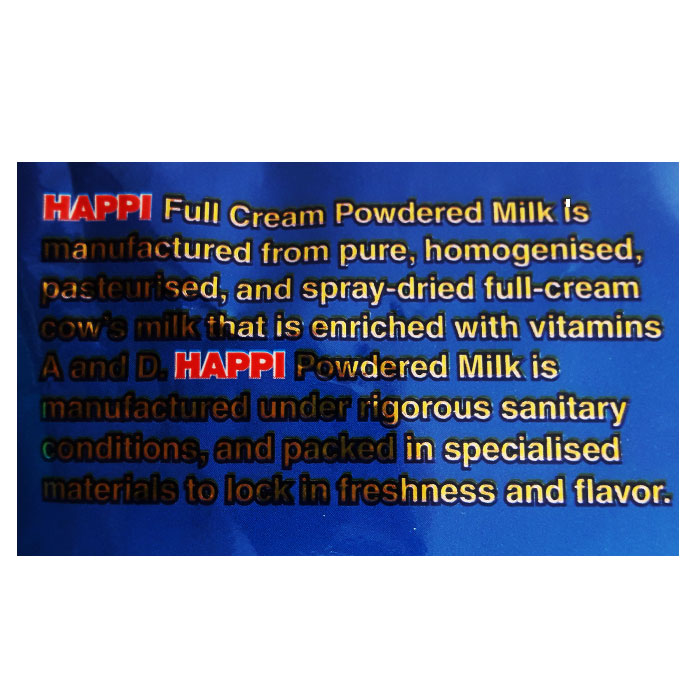 HAPPI Full Cream Powdered Milk is
manufactured from pure, homogenised,
pasteurised, and spray-dried full-cream
cow's milk that is enriched with vitamins
A and D. HAPPI Powdered Milk is
manufactured under rigorous sanitary
conditions, and packed in specialised
materials to lock in freshness and flavor.